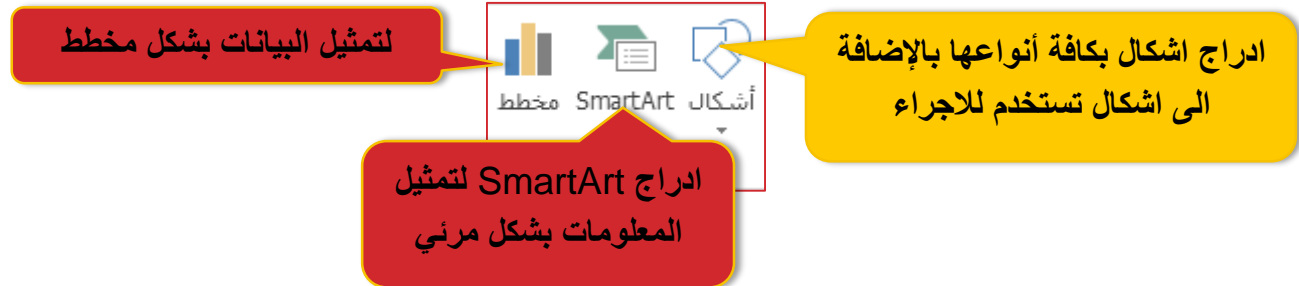 ادراج اشكال بكافة أنواعها بالإضافة
الى اشكال تستخدم للاجراء
لتمثيل البيانات بشكل مخطط
أشكال
SmartArt
مخطط
ادراج SmartArt لتمثيل
المعلومات بشكل مرئي